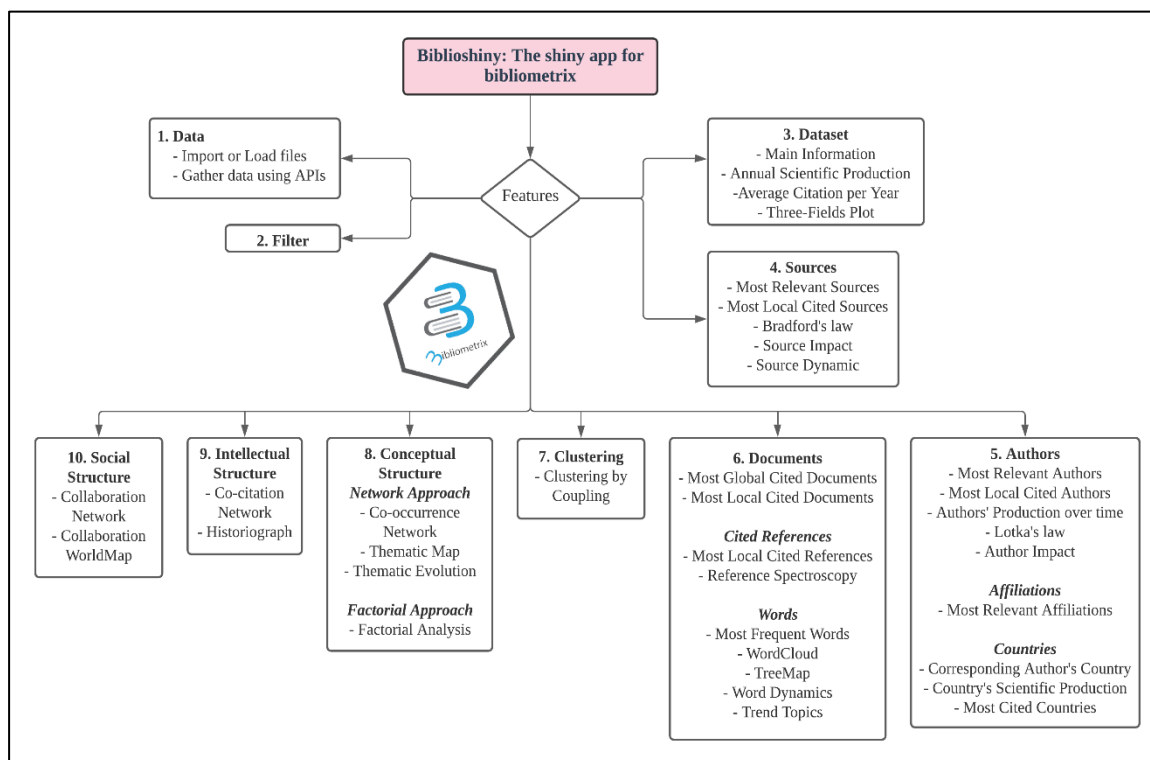 Biblioshiny: The shiny app for
bibliometrix
Features
1. Data
- Import or Load files
- Gather data using APIs
2. Filter
3. Dataset
- Main Information
- Annual Scientific Production
-Average Citation per Year
- Three-Fields Plot
4. Sources
- Most Relevant Sources
- Most Local Cited Sources
- Bradford's law
- Source Impact
- Source Dynamic
Bibliometrix
10. Social
Structure
- Collaboration
Network
- Collaboration
WorldMap
9. Intellectual
Structure
- Co-citation
Network
- Historiograph
8. Conceptual
Structure
Network Approach
- Co-occurrence
Network
- Thematic Map
- Thematic Evolution
Factorial Approach
- Factorial Analysis
7. Clustering
- Clustering by
Coupling
6. Documents
- Most Global Cited Documents
- Most Local Cited Documents
Cited References
- Most Local Cited References
- Reference Spectroscopy
Words
- Most Frequent Words
- WordCloud
- TreeMap
- Word Dynamics
- Trend Topics
5. Authors
- Most Relevant Authors
- Most Local Cited Authors
- Authors' Production over time
- Lotka's law
- Author Impact
Affiliations
- Most Relevant Affiliations
Countries
- Corresponding Author's Country
- Country's Scientific Production
- Most Cited Countries